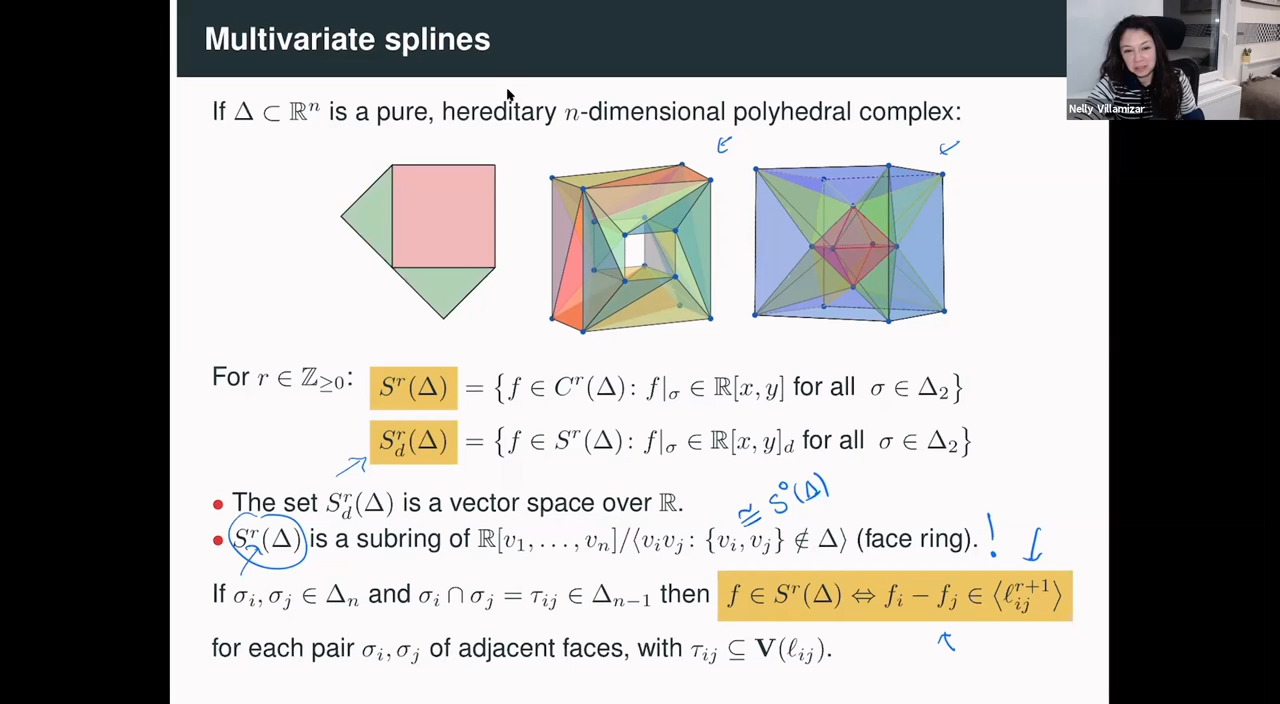 Multivariate splines
Nelly Villamizar
If Δ ⊂ ℝⁿ is a pure, hereditary n-dimensional polyhedral complex:
For r ∈ ℤ≥0: Sʳ(Δ) = {f ∈ Cʳ(Δ): f|σ ∈ ℝ[x, y] for all σ ∈ Δ₂}
Sʳ_d(Δ) = {f ∈ Sʳ(Δ): f|σ ∈ ℝ[x, y]_d for all σ ∈ Δ₂}
• The set Sʳ_d(Δ) is a vector space over ℝ.
≅ S⁰(Δ)
• Sʳ(Δ) is a subring of ℝ[v₁, . . . , vₙ]/⟨vᵢvⱼ: {vᵢ, vⱼ} ∉ Δ⟩ (face ring). !
If σᵢ, σⱼ ∈ Δₙ and σᵢ ∩ σⱼ = τᵢⱼ ∈ Δₙ₋₁ then f ∈ Sʳ(Δ) ⇔ fᵢ − fⱼ ∈ ⟨ℓᵢⱼʳ⁺¹⟩
for each pair σᵢ, σⱼ of adjacent faces, with τᵢⱼ ⊆ V(ℓᵢⱼ).